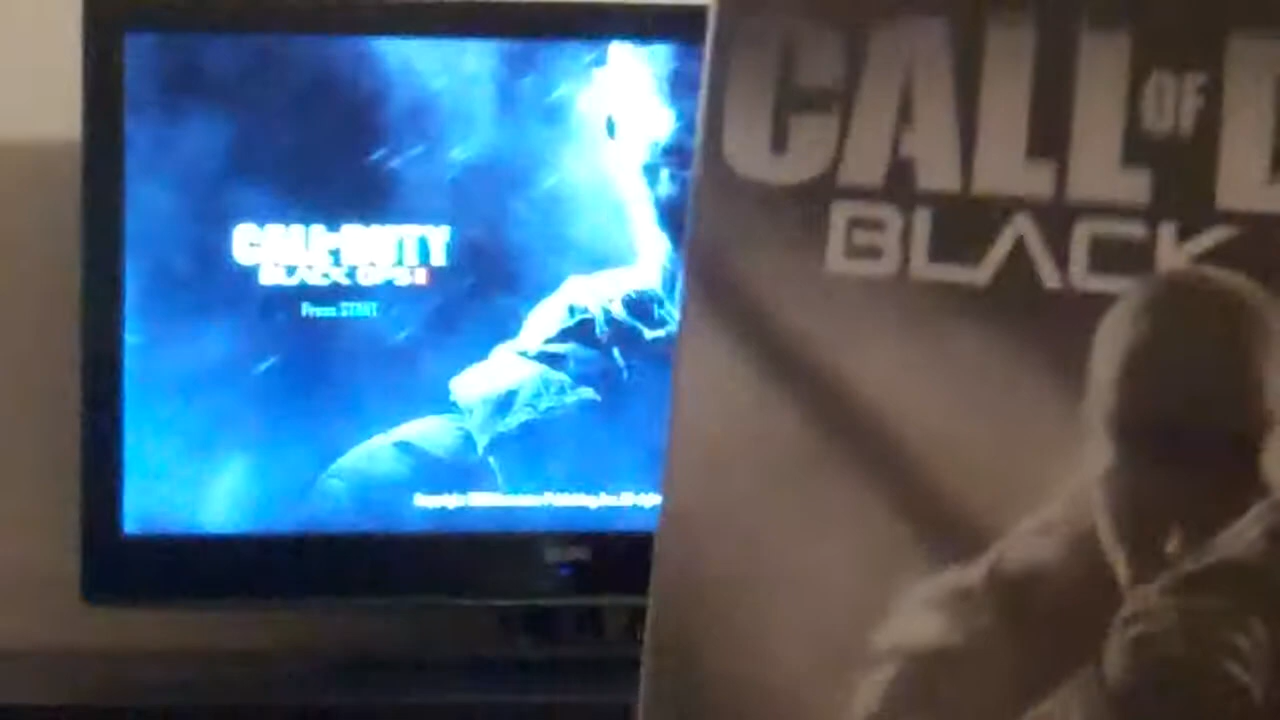 CALL OF DUTY
BLACK OPS II
Press START
CALL OF D
BLACK